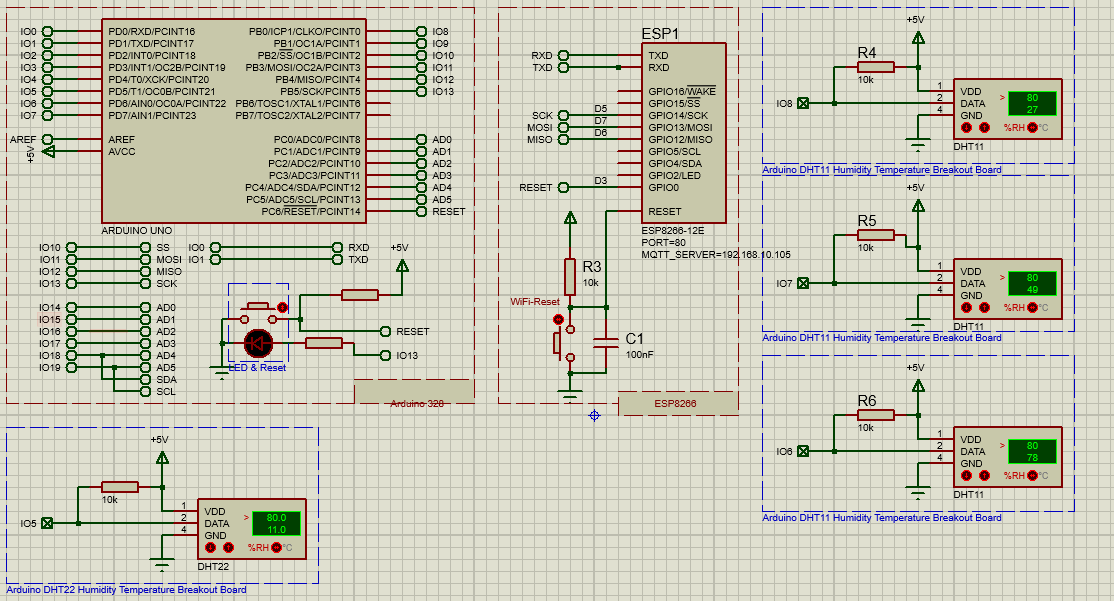 IO0 PD0/RXD/PCINT16 PB0/ICP1/CLKO/PCINT0 IO8
IO1 PD1/TXD/PCINT17 PB1/OC1A/PCINT1 IO9
IO2 PD2/INT0/PCINT18 PB2/SS/OC1B/PCINT2 IO10
IO3 PD3/INT1/OC2B/PCINT19 PB3/MOSI/OC2A/PCINT3 IO11
IO4 PD4/T0/XCK/PCINT20 PB4/MISO/PCINT4 IO12
IO5 PD5/T1/OC0B/PCINT21 PB5/SCK/PCINT5 IO13
IO6 PD6/AIN0/OC0A/PCINT22 PB6/TOSC1/XTAL1/PCINT6
IO7 PD7/AIN1/PCINT23 PB7/TOSC2/XTAL2/PCINT7
AREF AREF PC0/ADC0/PCINT8 AD0
+5V AVCC PC1/ADC1/PCINT9 AD1
PC2/ADC2/PCINT10 AD2
PC3/ADC3/PCINT11 AD3
PC4/ADC4/SDA/PCINT12 AD4
PC5/ADC5/SCL/PCINT13 AD5
PC6/RESET/PCINT14 RESET
ARDUINO UNO
IO10 SS IO0 RXD
IO11 MOSI IO1 TXD
IO12 MISO
IO13 SCK
+5V
IO14 AD0
IO15 AD1
IO16 AD2
IO17 AD3
IO18 AD4
IO19 AD5
SDA
SCL
RESET
IO13
LED & Reset
Arduino 328
ESP1
RXD TXD
TXD RXD
GPIO16/WAKE
GPIO15/SS
SCK D5 GPIO14/SCK
MOSI D7 GPIO13/MOSI
MISO D6 GPIO12/MISO
GPIO5/SCL
GPIO4/SDA
GPIO2/LED
RESET D3 GPIO0
RESET
ESP8266-12E
PORT=80
MQTT_SERVER=192.168.10.105
R3
10k
WiFi-Reset
C1
100nF
ESP8266
+5V
R4
10k
IO8
1 VDD
2 DATA
4 GND
> 80
27
%RH °C
DHT11
Arduino DHT11 Humidity Temperature Breakout Board
+5V
R5
10k
IO7
1 VDD
2 DATA
4 GND
> 80
49
%RH °C
DHT11
Arduino DHT11 Humidity Temperature Breakout Board
+5V
R6
10k
IO6
1 VDD
2 DATA
4 GND
> 80
78
%RH °C
DHT11
Arduino DHT11 Humidity Temperature Breakout Board
+5V
10k
IO5
1 VDD
2 DATA
4 GND
> 80.0
11.0
%RH °C
DHT22
Arduino DHT22 Humidity Temperature Breakout Board